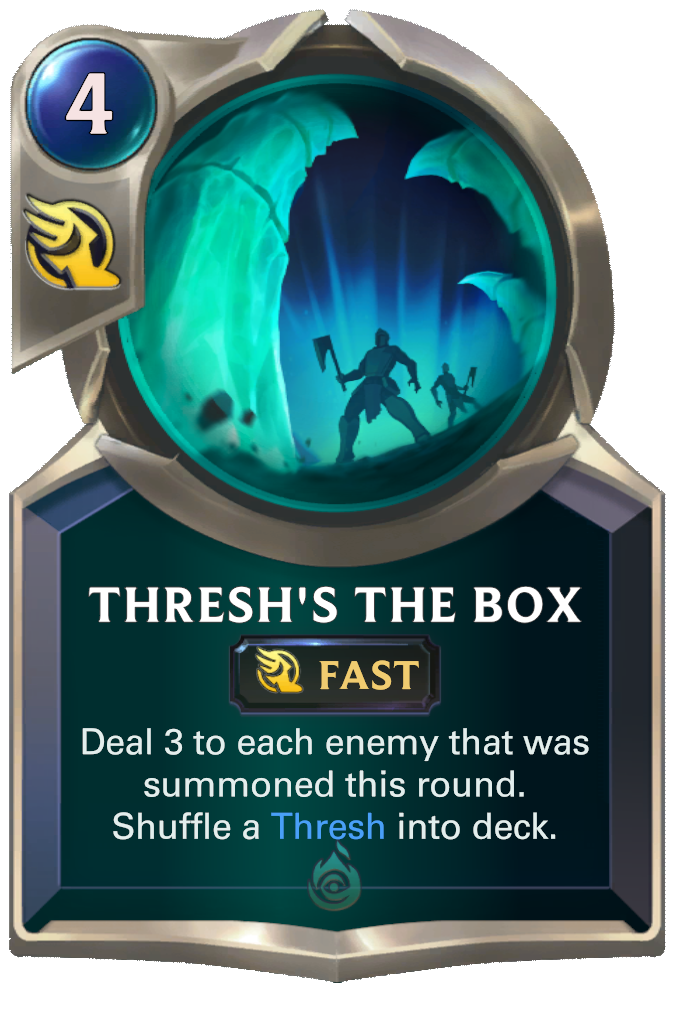 4
THRESH'S THE BOX
FAST
Deal 3 to each enemy that was
summoned this round.
Shuffle a Thresh into deck.